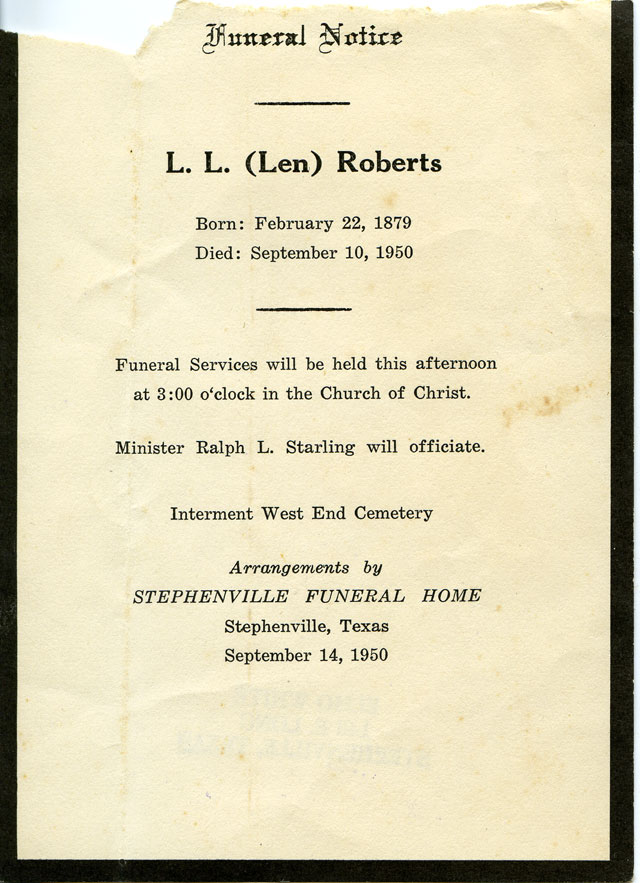 Funeral Notice
L. L. (Len) Roberts
Born: February 22, 1879
Died: September 10, 1950
Funeral Services will be held this afternoon
at 3:00 o‘clock in the Church of Christ.
Minister Ralph L. Starling will officiate.
Interment West End Cemetery
Arrangements by
STEPHENVILLE FUNERAL HOME
Stephenville, Texas
September 14, 1950